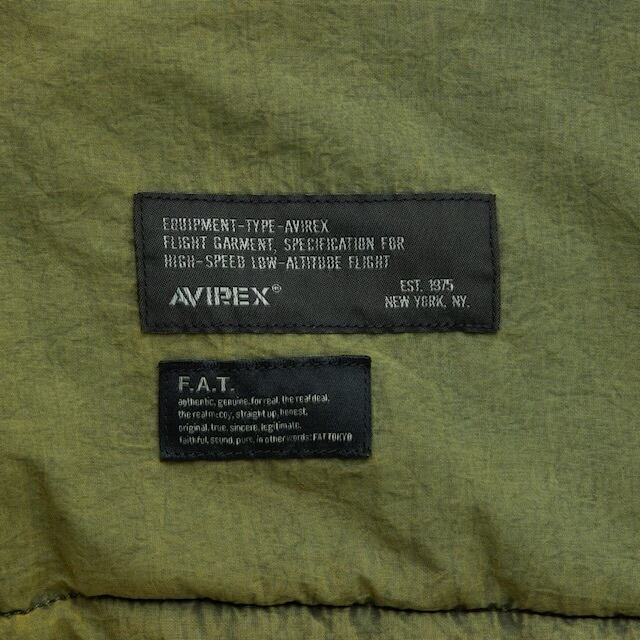 EQUIPMENT-TYPE-AVIREX
FLIGHT GARMENT, SPECIFICATION FOR
HIGH-SPEED LOW-ALTITUDE FLIGHT
AVIREX®
EST. 1975
NEW YORK, NY.
F.A.T.
authentic, genuine, for real, the real deal,
the real mccoy, straight up, honest,
original, true, sincere, legitimate,
faithful, sound, pure, in other words: FAT TOKYO